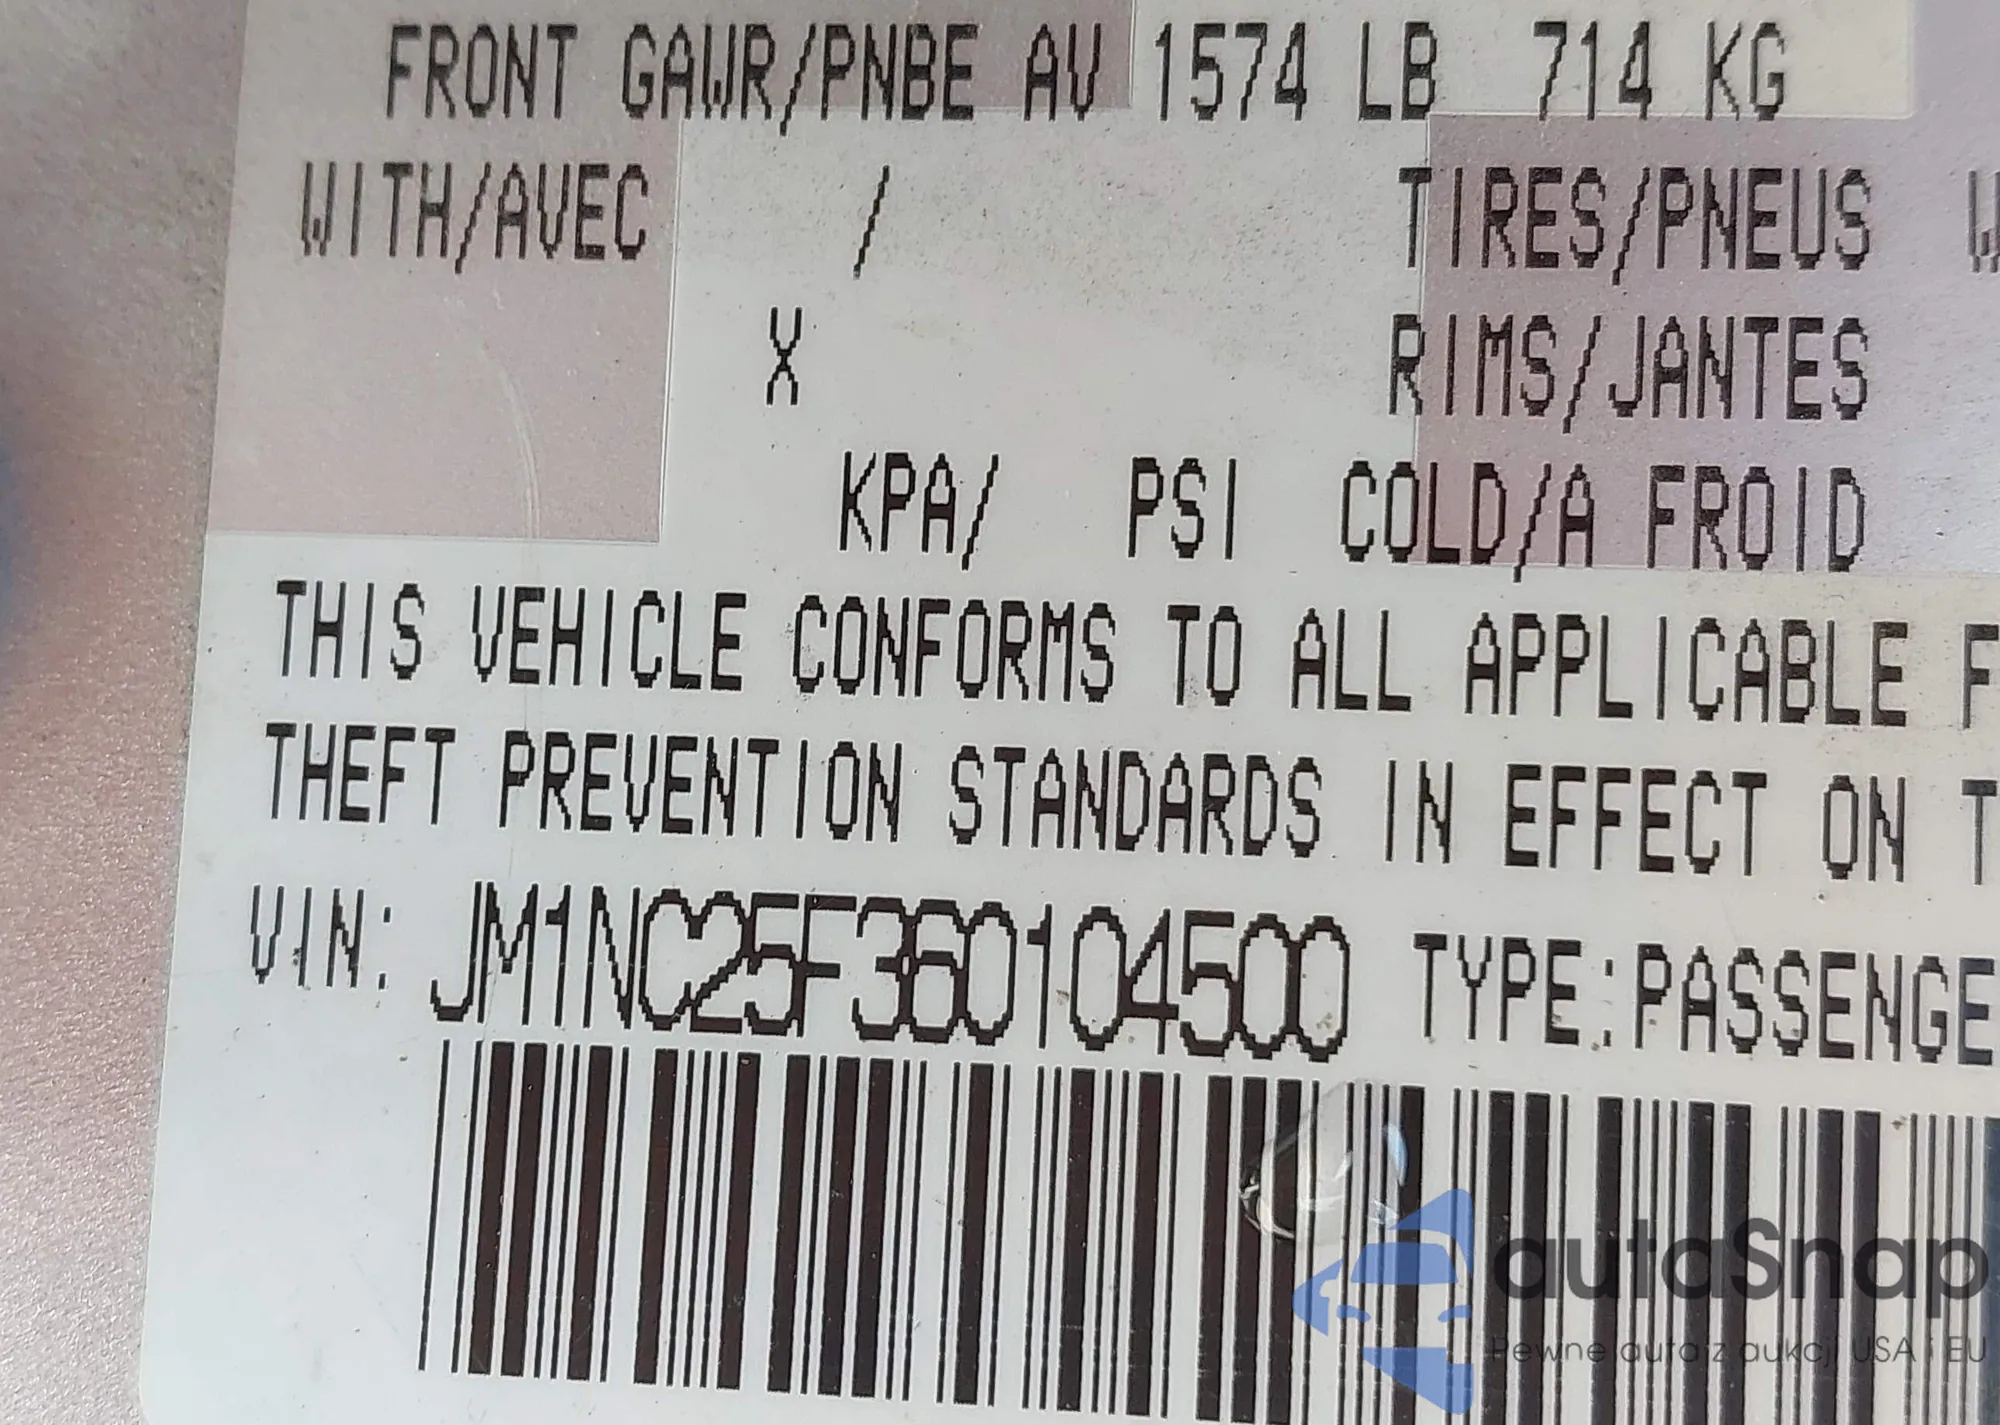 FRONT GAWR/PNBE AV 1574 LB 714 KG
WITH/AVEC / TIRES/PNEUS
X RIMS/JANTES
KPA/ PSI COLD/A FROID
THIS VEHICLE CONFORMS TO ALL APPLICABLE F
THEFT PREVENTION STANDARDS IN EFFECT ON T
VIN: JM1NC25F360104500 TYPE:PASSENGE
autaSnap
Pewne auta z aukcji USA i EU